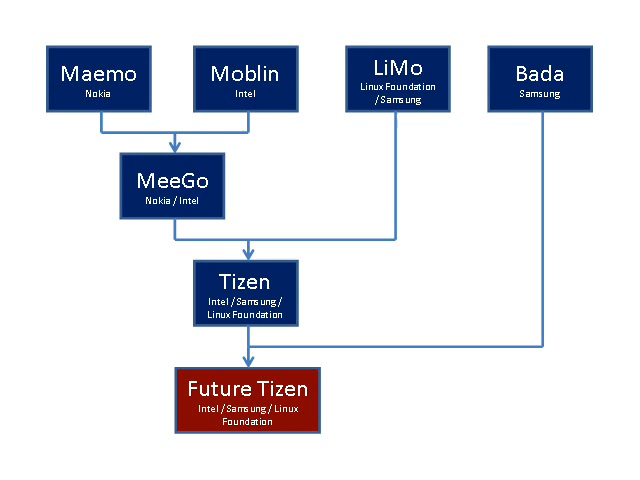 Maemo
Nokia
Moblin
Intel
LiMo
Linux Foundation
/ Samsung
Bada
Samsung
MeeGo
Nokia / Intel
Tizen
Intel / Samsung /
Linux Foundation
Future Tizen
Intel / Samsung / Linux
Foundation